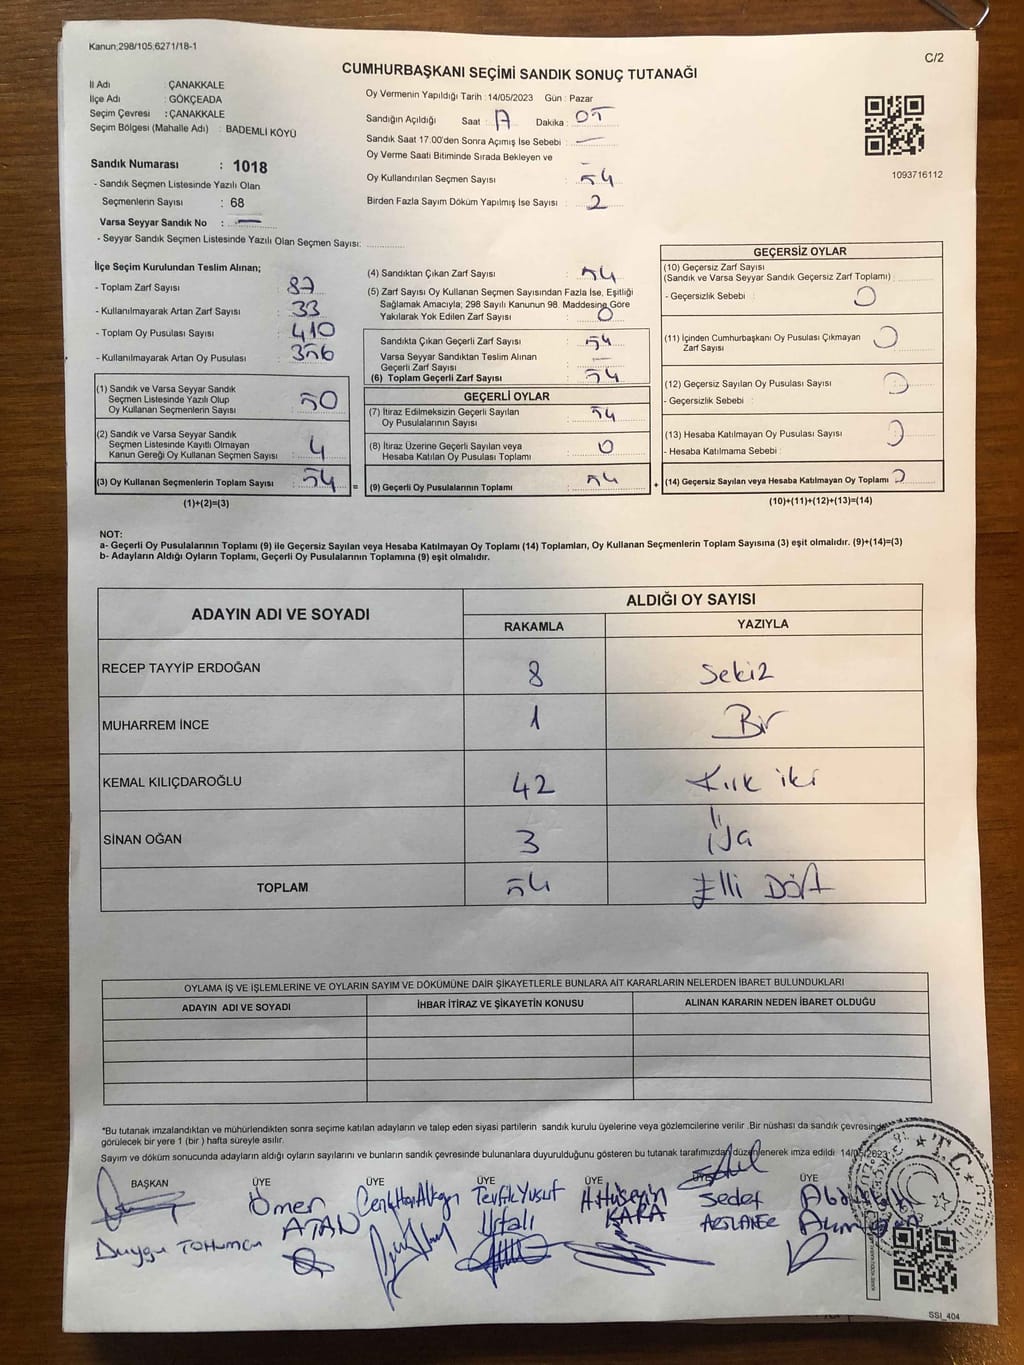 Kanun;298/105;6271/18-1
C/2
CUMHURBAŞKANI SEÇİMİ SANDIK SONUÇ TUTANAĞI
İl Adı : ÇANAKKALE
İlçe Adı : GÖKÇEADA
Seçim Çevresi : ÇANAKKALE
Seçim Bölgesi (Mahalle Adı) : BADEMLİ KÖYÜ
Sandık Numarası : 1018
- Sandık Seçmen Listesinde Yazılı Olan
Seçmenlerin Sayısı : 68
Varsa Seyyar Sandık No : —
- Seyyar Sandık Seçmen Listesinde Yazılı Olan Seçmen Sayısı:
Oy Vermenin Yapıldığı Tarih : 14/05/2023 Gün : Pazar
Sandığın Açıldığı Saat : Dakika : 05
Sandık Saat 17:00'den Sonra Açımış İse Sebebi : —
Oy Verme Saati Bitiminde Sırada Bekleyen ve
Oy Kullandırılan Seçmen Sayısı : 54
Birden Fazla Sayım Döküm Yapılmış İse Sayısı : 2
1093716112
İlçe Seçim Kurulundan Teslim Alınan;
- Toplam Zarf Sayısı : 87
- Kullanılmayarak Artan Zarf Sayısı : 33
- Toplam Oy Pusulası Sayısı : 410
- Kullanılmayarak Artan Oy Pusulası : 356
(1) Sandık ve Varsa Seyyar Sandık
Seçmen Listesinde Yazılı Olup
Oy Kullanan Seçmenlerin Sayısı : 50
(2) Sandık ve Varsa Seyyar Sandık
Seçmen Listesinde Kayıtlı Olmayan
Kanun Gereği Oy Kullanan Seçmen Sayısı : 4
(3) Oy Kullanan Seçmenlerin Toplam Sayısı : 54
(1)+(2)=(3)
(4) Sandıktan Çıkan Zarf Sayısı : 54
(5) Zarf Sayısı Oy Kullanan Seçmen Sayısından Fazla İse, Eşitliği
Sağlamak Amacıyla; 298 Sayılı Kanunun 98. Maddesine Göre
Yakılarak Yok Edilen Zarf Sayısı : 0
Sandıkta Çıkan Geçerli Zarf Sayısı : 54
Varsa Seyyar Sandıktan Teslim Alınan
Geçerli Zarf Sayısı : —
(6) Toplam Geçerli Zarf Sayısı : 54
GEÇERLİ OYLAR
(7) İtiraz Edilmeksizin Geçerli Sayılan
Oy Pusulalarının Sayısı : 54
(8) İtiraz Üzerine Geçerli Sayılan veya
Hesaba Katılan Oy Pusulası Toplamı : 0
= (9) Geçerli Oy Pusulalarının Toplamı : 54 +
GEÇERSİZ OYLAR
(10) Geçersiz Zarf Sayısı
(Sandık ve Varsa Seyyar Sandık Geçersiz Zarf Toplamı) :
- Geçersizlik Sebebi : 0
(11) İçinden Cumhurbaşkanı Oy Pusulası Çıkmayan
Zarf Sayısı : 0
(12) Geçersiz Sayılan Oy Pusulası Sayısı : 0
- Geçersizlik Sebebi :
(13) Hesaba Katılmayan Oy Pusulası Sayısı : 0
- Hesaba Katılmama Sebebi :
(14) Geçersiz Sayılan veya Hesaba Katılmayan Oy Toplamı : 0
(10)+(11)+(12)+(13)=(14)
NOT:
a- Geçerli Oy Pusulalarının Toplamı (9) ile Geçersiz Sayılan veya Hesaba Katılmayan Oy Toplamı (14) Toplamları, Oy Kullanan Seçmenlerin Toplam Sayısına (3) eşit olmalıdır. (9)+(14)=(3)
b- Adayların Aldığı Oyların Toplamı, Geçerli Oy Pusulalarının Toplamına (9) eşit olmalıdır.
ADAYIN ADI VE SOYADI
ALDIĞI OY SAYISI
RAKAMLA YAZIYLA
RECEP TAYYİP ERDOĞAN 8 Sekiz
MUHARREM İNCE 1 Bir
KEMAL KILIÇDAROĞLU 42 Kırk iki
SİNAN OĞAN 3
TOPLAM 54 Elli Dört
OYLAMA İŞ VE İŞLEMLERİNE VE OYLARIN SAYIM VE DÖKÜMÜNE DAİR ŞİKAYETLERLE BUNLARA AİT KARARLARIN NELERDEN İBARET BULUNDUKLARI
ADAYIN ADI VE SOYADI İHBAR İTİRAZ VE ŞİKAYETİN KONUSU ALINAN KARARIN NEDEN İBARET OLDUĞU
*Bu tutanak imzalandıktan ve mühürlendikten sonra seçime katılan adayların ve talep eden siyasi partilerin sandık kurulu üyelerine veya gözlemcilerine verilir .Bir nüshası da sandık çevresinde
görülecek bir yere 1 (bir ) hafta süreyle asılır.
Sayım ve döküm sonucunda adayların aldığı oyların sayılarını ve bunların sandık çevresinde bulunanlara duyurulduğunu gösteren bu tutanak tarafımızdan düzenlenerek imza edildi 14/05/2023
BAŞKAN ÜYE ÜYE ÜYE ÜYE ÜYE
Duygu
Ömer
ATAN
Tevfik Yusuf
Urfalı
H.Hüseyin
KARA
Sedef
ARSLANER
T.C.
SSİ_404